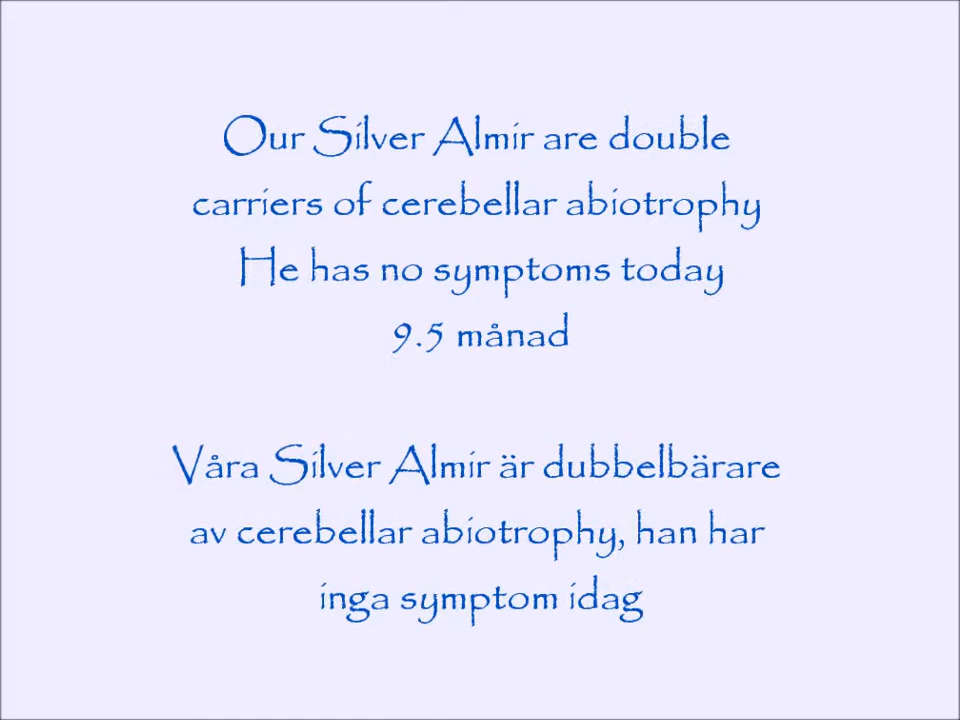 Our Silver Almir are double
carriers of cerebellar abiotrophy
He has no symptoms today
9.5 månad
Våra Silver Almir är dubbelbärare
av cerebellar abiotrophy, han har
inga symptom idag